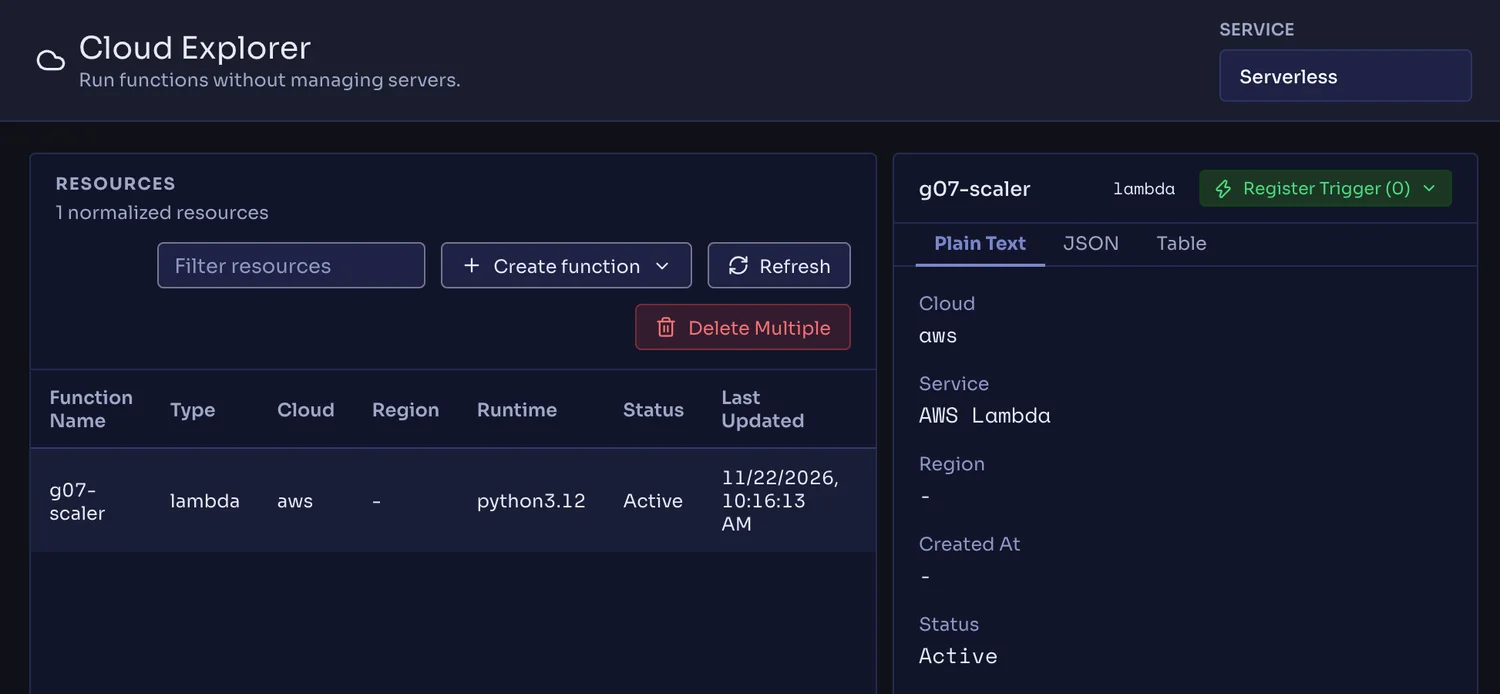 Cloud Explorer
Run functions without managing servers.
SERVICE
Serverless
RESOURCES
1 normalized resources
Filter resources
Create function
Refresh
Delete Multiple
Function Name
Type
Cloud
Region
Runtime
Status
Last Updated
g07-
scaler
lambda
aws
-
python3.12
Active
11/22/2026,
10:16:13
AM
g07-scaler
lambda
Register Trigger (0)
Plain Text
JSON
Table
Cloud
aws
Service
AWS Lambda
Region
-
Created At
-
Status
Active